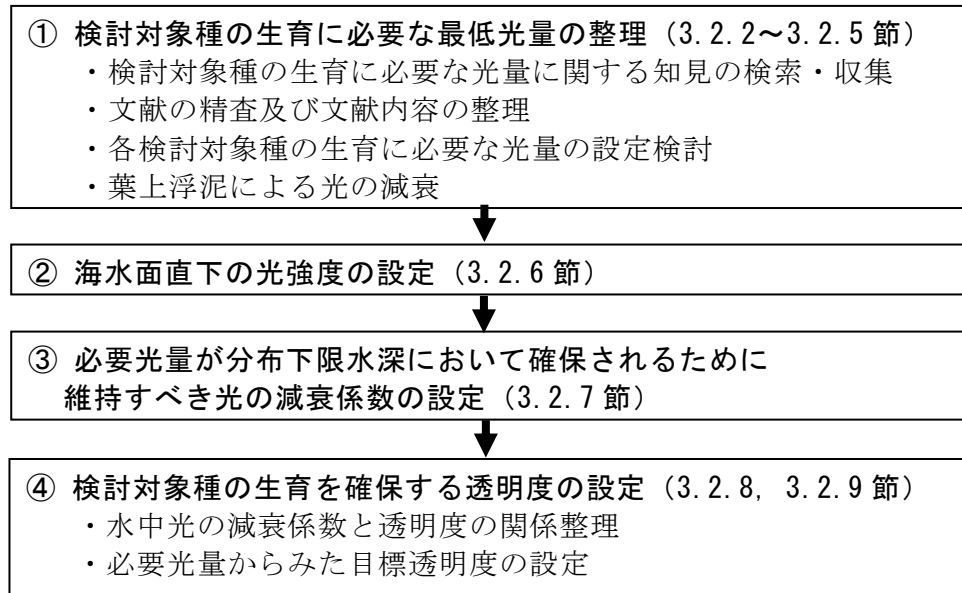 ① 検討対象種の生育に必要な最低光量の整理（3.2.2～3.2.5 節）
・検討対象種の生育に必要な光量に関する知見の検索・収集
・文献の精査及び文献内容の整理
・各検討対象種の生育に必要な光量の設定検討
・葉上浮泥による光の減衰
② 海水面直下の光強度の設定（3.2.6 節）
③ 必要光量が分布下限水深において確保されるために
維持すべき光の減衰係数の設定（3.2.7 節）
④ 検討対象種の生育を確保する透明度の設定（3.2.8, 3.2.9 節）
・水中光の減衰係数と透明度の関係整理
・必要光量からみた目標透明度の設定